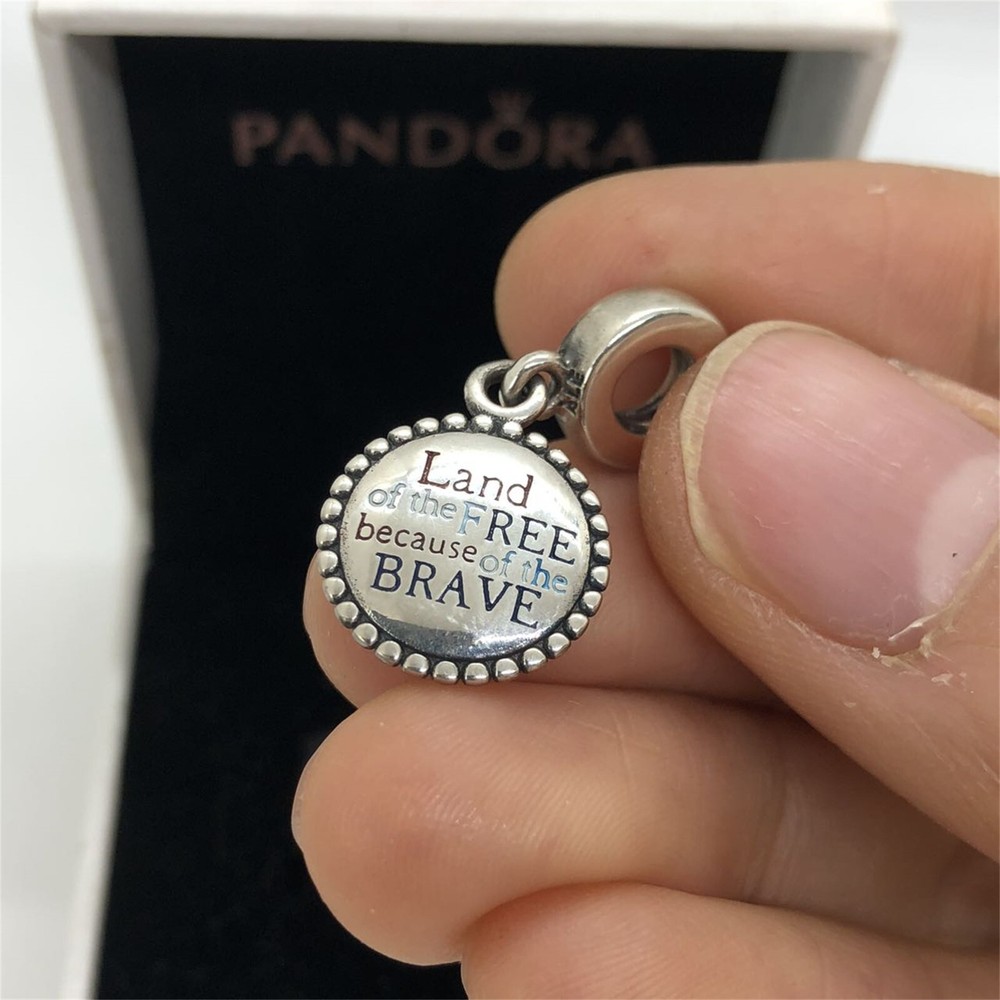 PANDORA
Land
of the FREE
because of the
BRAVE